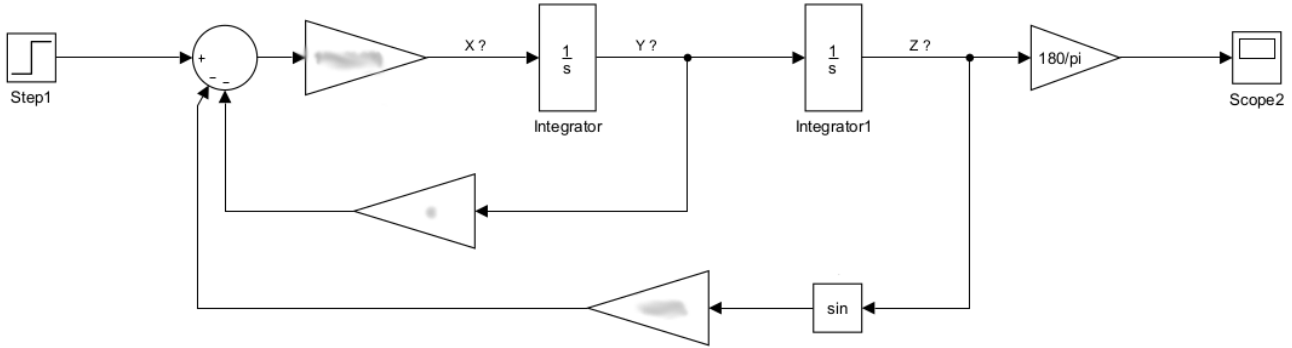 Step1
+
−
−
X ?
1
s
Integrator
Y ?
1
s
Integrator1
Z ?
180/pi
Scope2
sin